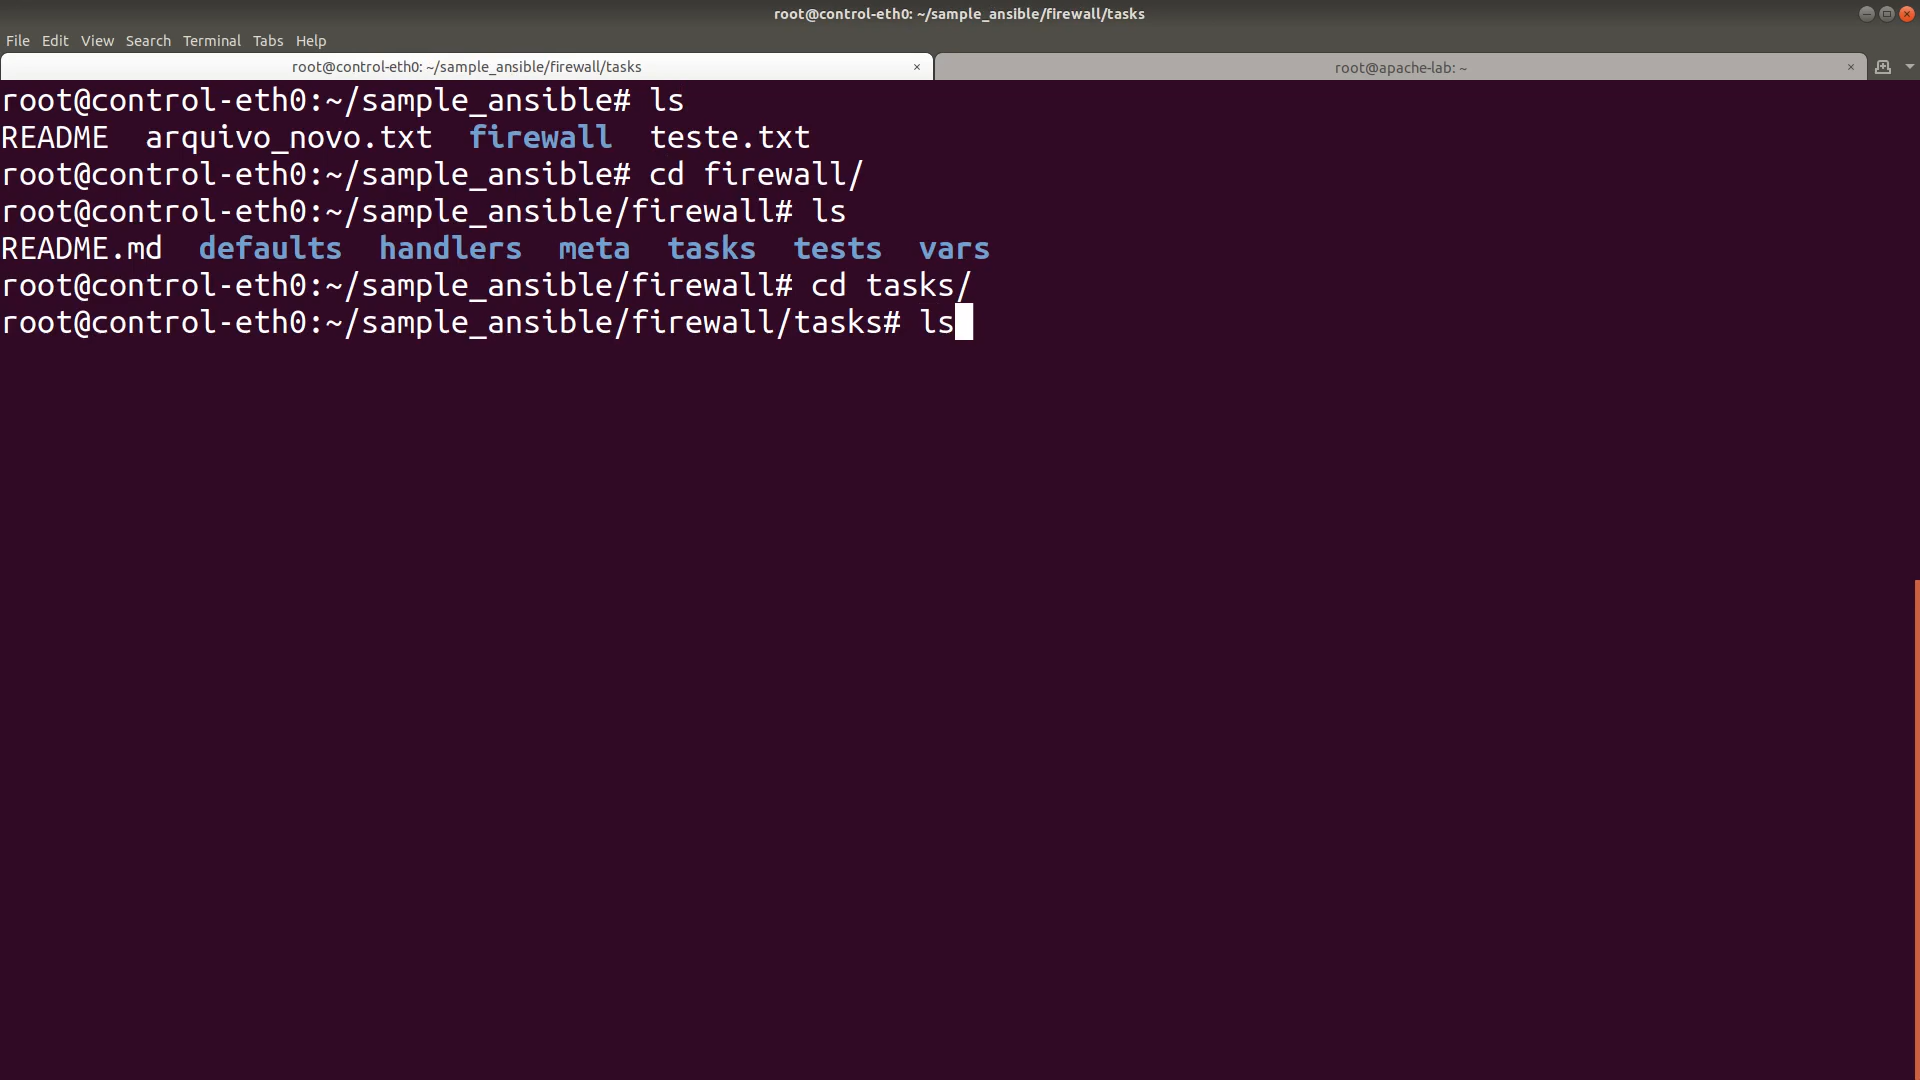 root@control-eth0: ~/sample_ansible/firewall/tasks
File Edit View Search Terminal Tabs Help
root@control-eth0: ~/sample_ansible/firewall/tasks × root@apache-lab: ~ ×
root@control-eth0:~/sample_ansible# ls
README  arquivo_novo.txt  firewall  teste.txt
root@control-eth0:~/sample_ansible# cd firewall/
root@control-eth0:~/sample_ansible/firewall# ls
README.md  defaults  handlers  meta  tasks  tests  vars
root@control-eth0:~/sample_ansible/firewall# cd tasks/
root@control-eth0:~/sample_ansible/firewall/tasks# ls